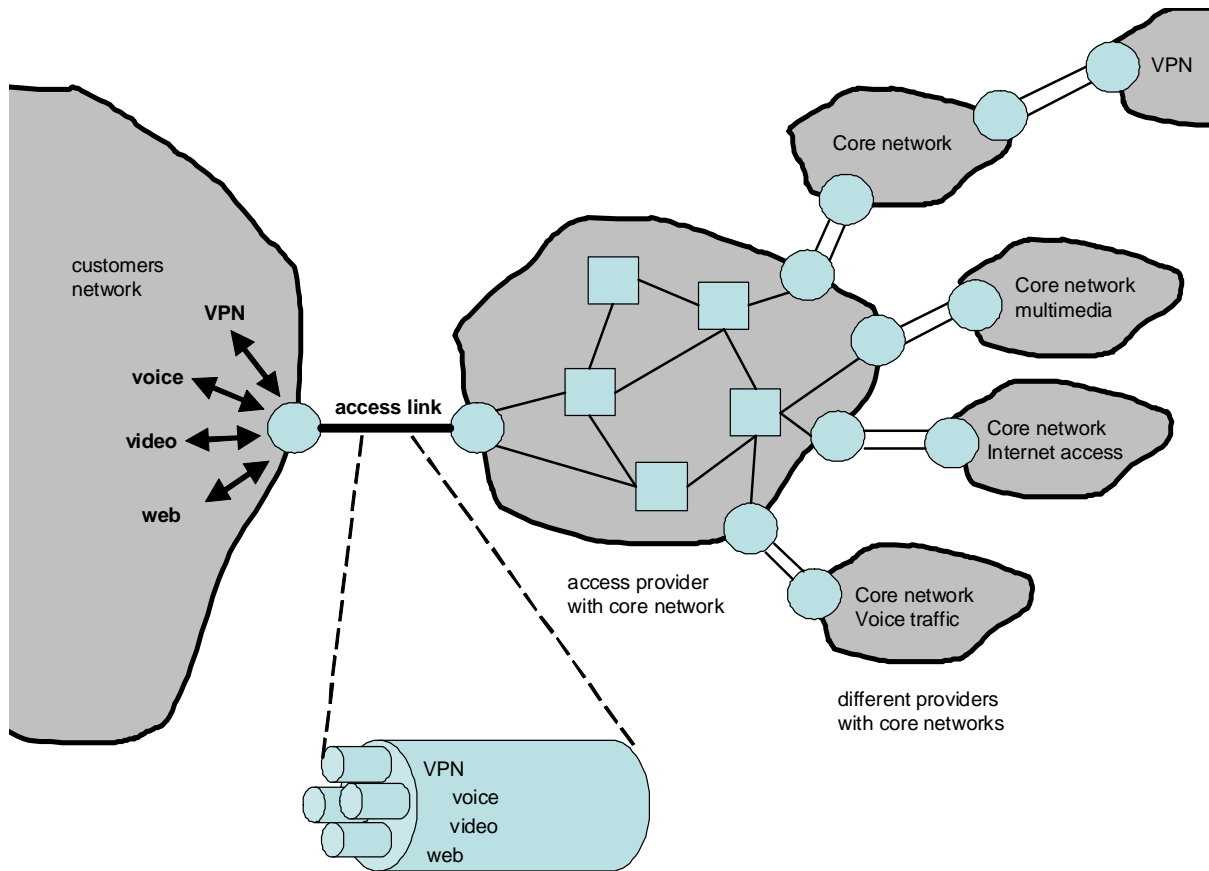 VPN
Core network
customers
network
VPN
voice
video
web
access link
Core network
multimedia
Core network
Internet access
access provider
with core network
Core network
Voice traffic
different providers
with core networks
VPN
voice
video
web